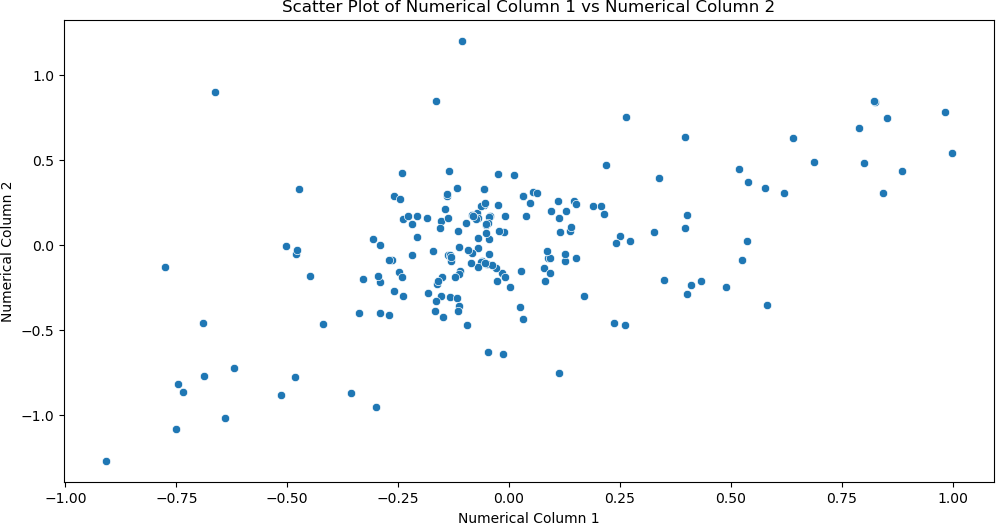 Scatter Plot of Numerical Column 1 vs Numerical Column 2
Numerical Column 2
1.0
0.5
0.0
−0.5
−1.0
−1.00 −0.75 −0.50 −0.25 0.00 0.25 0.50 0.75 1.00
Numerical Column 1